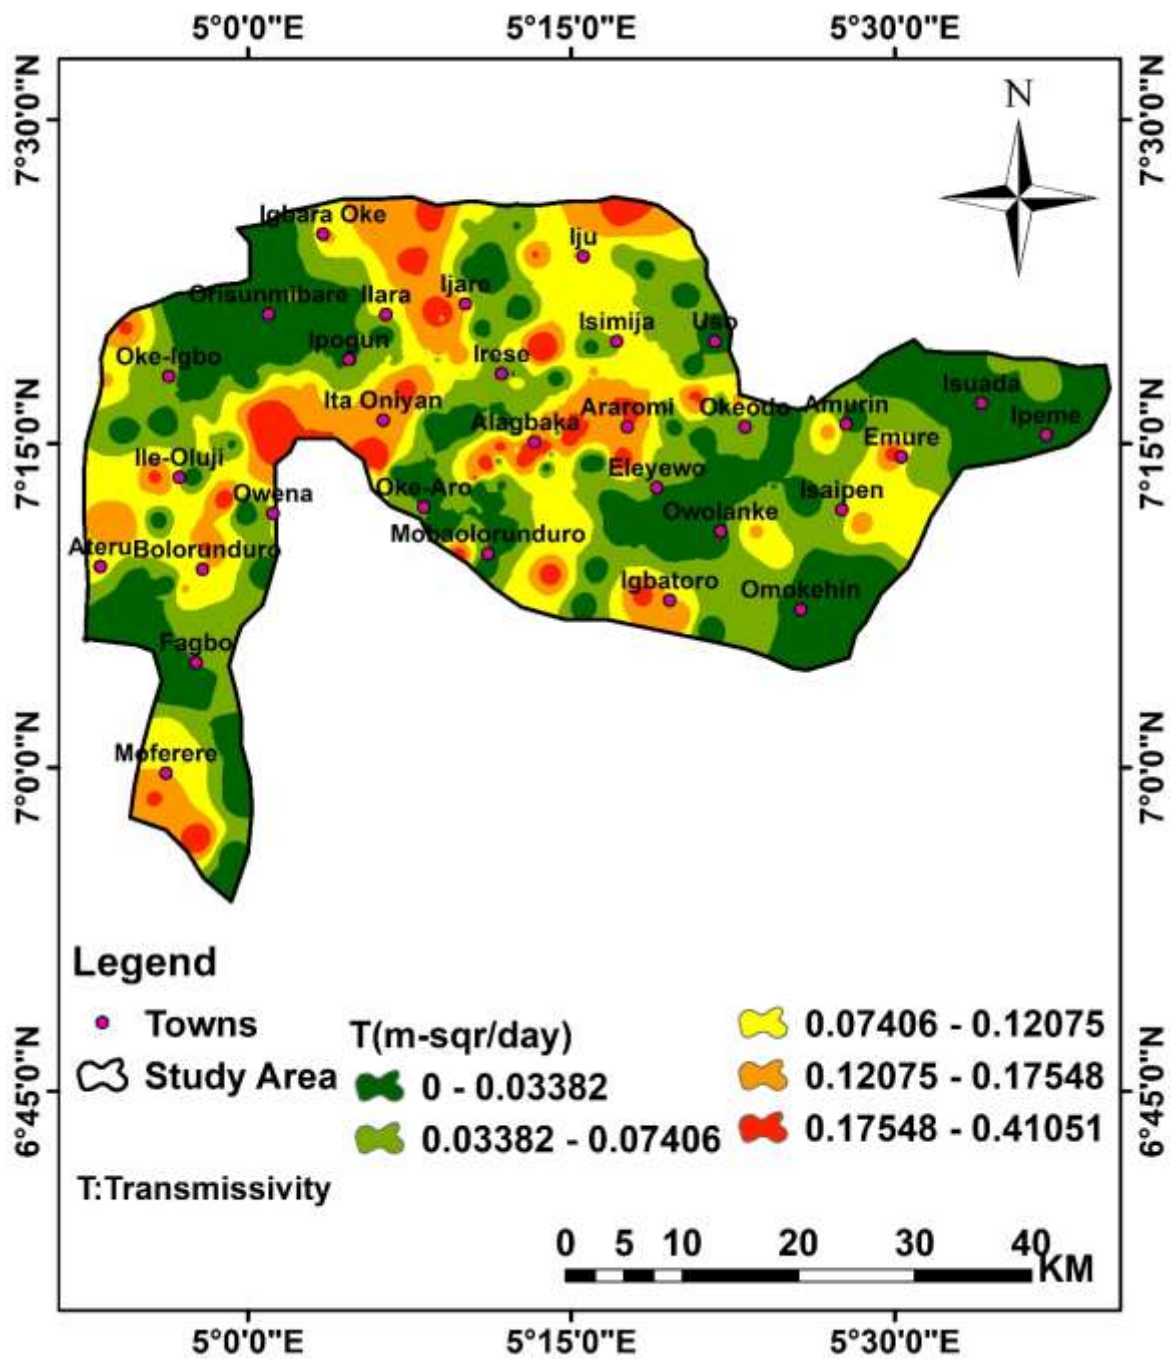 5°0'0"E 5°15'0"E 5°30'0"E
7°30'0"N
7°30'0"N
N
Igbara Oke
Iju
Orisunmibare Ilara Ijare
Isimija Uso
Ipogun Irese
Oke-Igbo
Isuada
Ita Oniyan Araromi Okeodo Amurin Ipeme
Alagbaka
Emure
7°15'0"N
7°15'0"N
Ile-Oluji Eleyewo
Owena Oke-Aro Isaipen
Owolanke
Mobaolorunduro
Ateru Bolorunduro
Igbatoro Omokehin
Fagbo
Moferere
7°0'0"N
7°0'0"N
Legend
Towns
Study Area
T(m-sqr/day)
0 - 0.03382
0.03382 - 0.07406
0.07406 - 0.12075
0.12075 - 0.17548
0.17548 - 0.41051
6°45'0"N
6°45'0"N
T:Transmissivity
0 5 10 20 30 40
KM
5°0'0"E 5°15'0"E 5°30'0"E